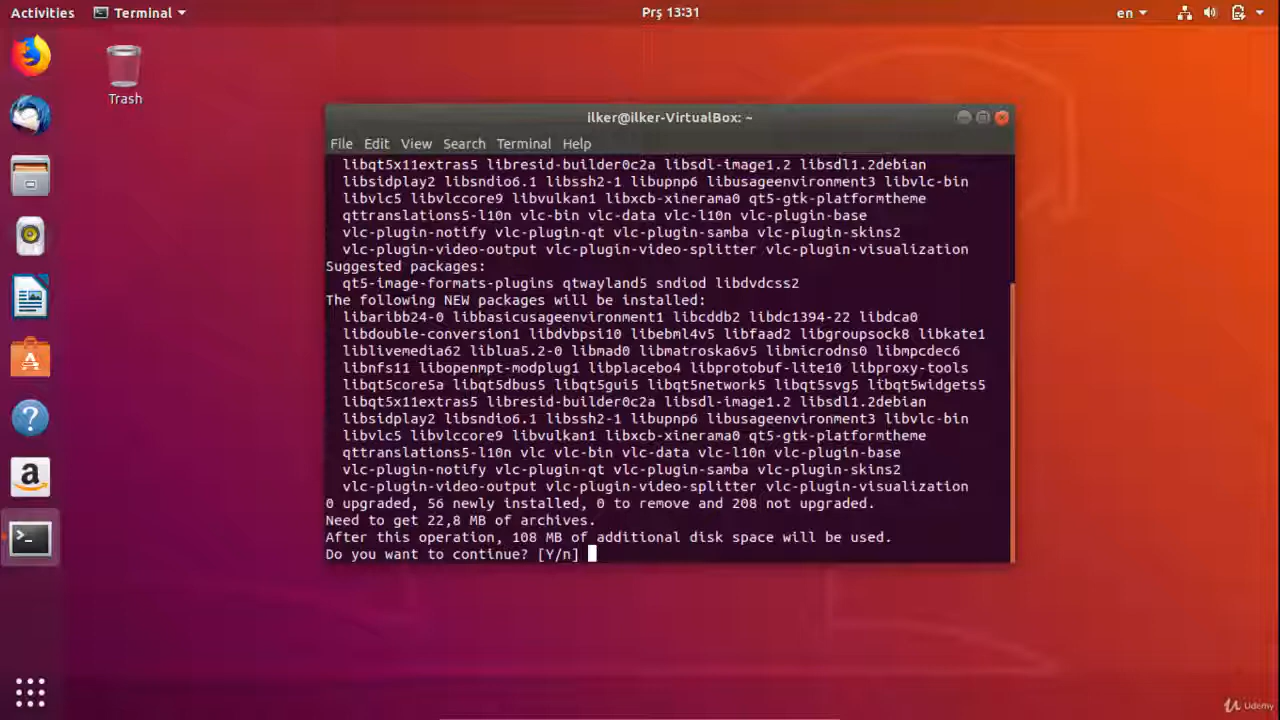 Activities Terminal Prş 13:31 en
Trash
ilker@ilker-VirtualBox: ~
File Edit View Search Terminal Help
libqt5x11extras5 libresid-builder0c2a libsdl-image1.2 libsdl1.2debian
libsidplay2 libsndio6.1 libssh2-1 libupnp6 libusageenvironment3 libvlc-bin
libvlc5 libvlccore9 libvulkan1 libxcb-xinerama0 qt5-gtk-platformtheme
qttranslations5-l10n vlc-bin vlc-data vlc-l10n vlc-plugin-base
vlc-plugin-notify vlc-plugin-qt vlc-plugin-samba vlc-plugin-skins2
vlc-plugin-video-output vlc-plugin-video-splitter vlc-plugin-visualization
Suggested packages:
qt5-image-formats-plugins qtwayland5 sndiod libdvdcss2
The following NEW packages will be installed:
libaribb24-0 libbasicusageenvironment1 libcddb2 libdc1394-22 libdca0
libdouble-conversion1 libdvbpsi10 libebml4v5 libfaad2 libgroupsock8 libkate1
liblivemedia62 liblua5.2-0 libmad0 libmatroska6v5 libmicrodns0 libmpcdec6
libnfs11 libopenmpt-modplug1 libplacebo4 libprotobuf-lite10 libproxy-tools
libqt5core5a libqt5dbus5 libqt5gui5 libqt5network5 libqt5svg5 libqt5widgets5
libqt5x11extras5 libresid-builder0c2a libsdl-image1.2 libsdl1.2debian
libsidplay2 libsndio6.1 libssh2-1 libupnp6 libusageenvironment3 libvlc-bin
libvlc5 libvlccore9 libvulkan1 libxcb-xinerama0 qt5-gtk-platformtheme
qttranslations5-l10n vlc vlc-bin vlc-data vlc-l10n vlc-plugin-base
vlc-plugin-notify vlc-plugin-qt vlc-plugin-samba vlc-plugin-skins2
vlc-plugin-video-output vlc-plugin-video-splitter vlc-plugin-visualization
0 upgraded, 56 newly installed, 0 to remove and 208 not upgraded.
Need to get 22,8 MB of archives.
After this operation, 108 MB of additional disk space will be used.
Do you want to continue? [Y/n]
Udemy